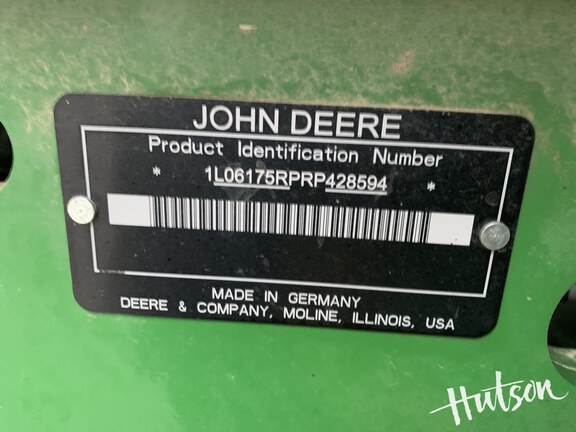 JOHN DEERE
Product Identification Number
* 1L06175RPRP428594 *
MADE IN GERMANY
DEERE & COMPANY, MOLINE, ILLINOIS, USA
Hutson